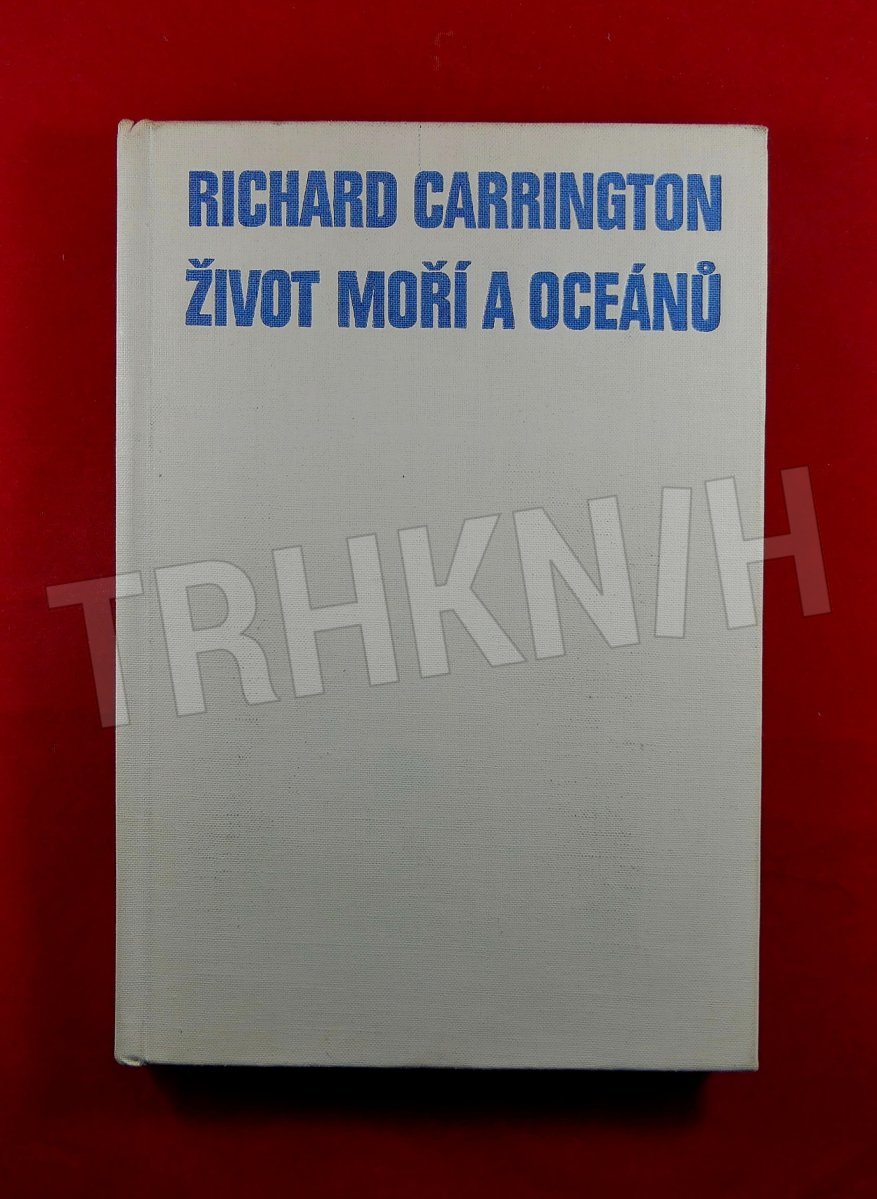 RICHARD CARRINGTON
ŽIVOT MOŘÍ A OCEÁNŮ
TRHKNIH